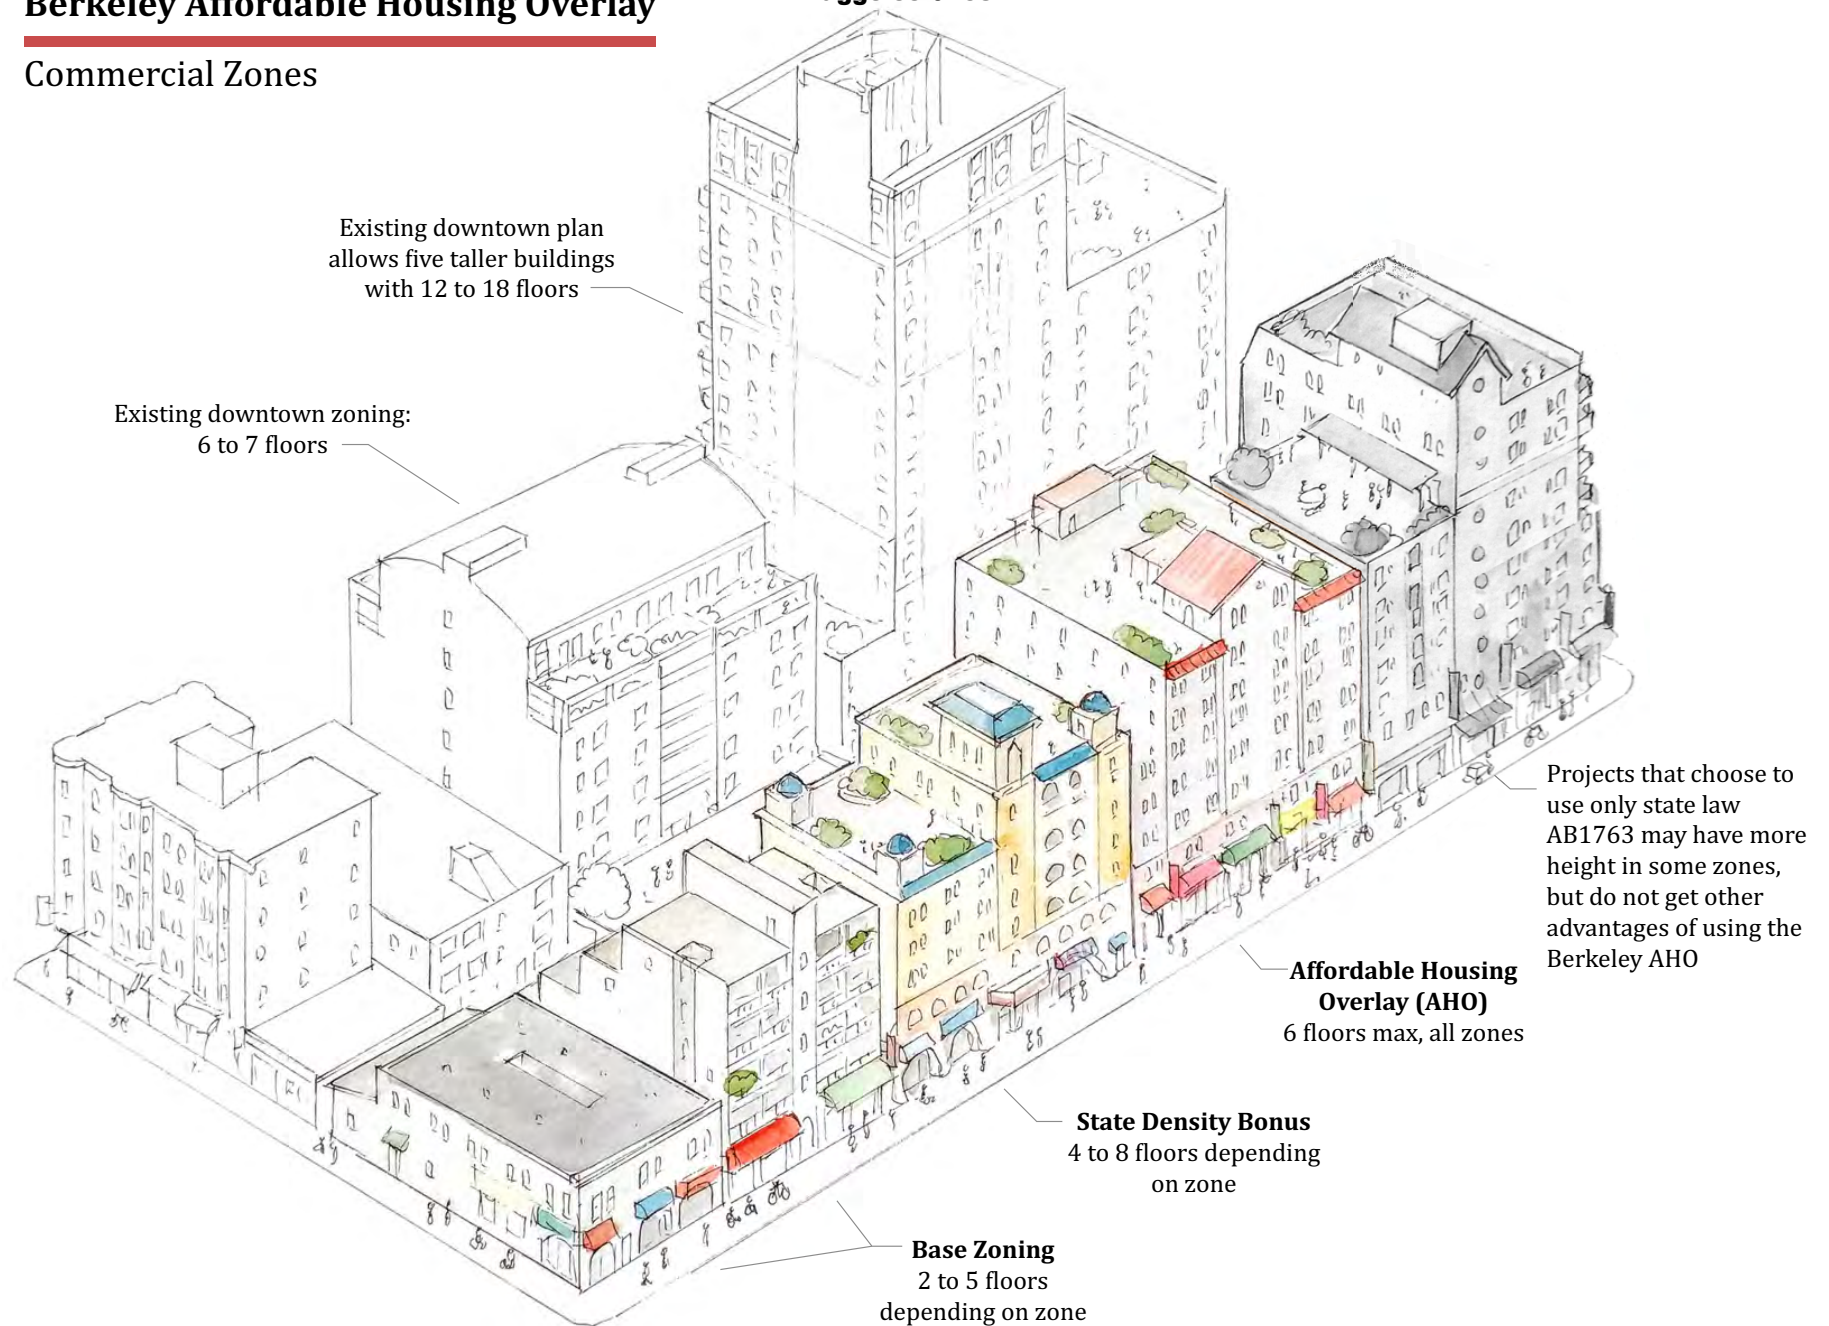 Berkeley Affordable Housing Overlay
Commercial Zones
Existing downtown plan
allows five taller buildings
with 12 to 18 floors
Existing downtown zoning:
6 to 7 floors
Projects that choose to
use only state law
AB1763 may have more
height in some zones,
but do not get other
advantages of using the
Berkeley AHO
Affordable Housing
Overlay (AHO)
6 floors max, all zones
State Density Bonus
4 to 8 floors depending
on zone
Base Zoning
2 to 5 floors
depending on zone